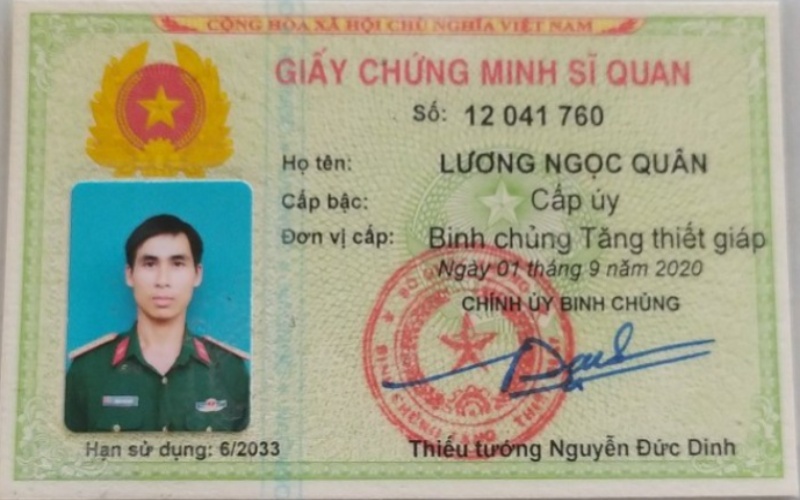 CỘNG HÒA XÃ HỘI CHỦ NGHĨA VIỆT NAM
GIẤY CHỨNG MINH SĨ QUAN
Số: 12 041 760
Họ tên: LƯƠNG NGỌC QUÂN
Cấp bậc: Cấp úy
Đơn vị cấp: Binh chủng Tăng thiết giáp
Ngày 01 tháng 9 năm 2020
CHÍNH ỦY BINH CHỦNG
Hạn sử dụng: 6/2033
Thiếu tướng Nguyễn Đức Dinh